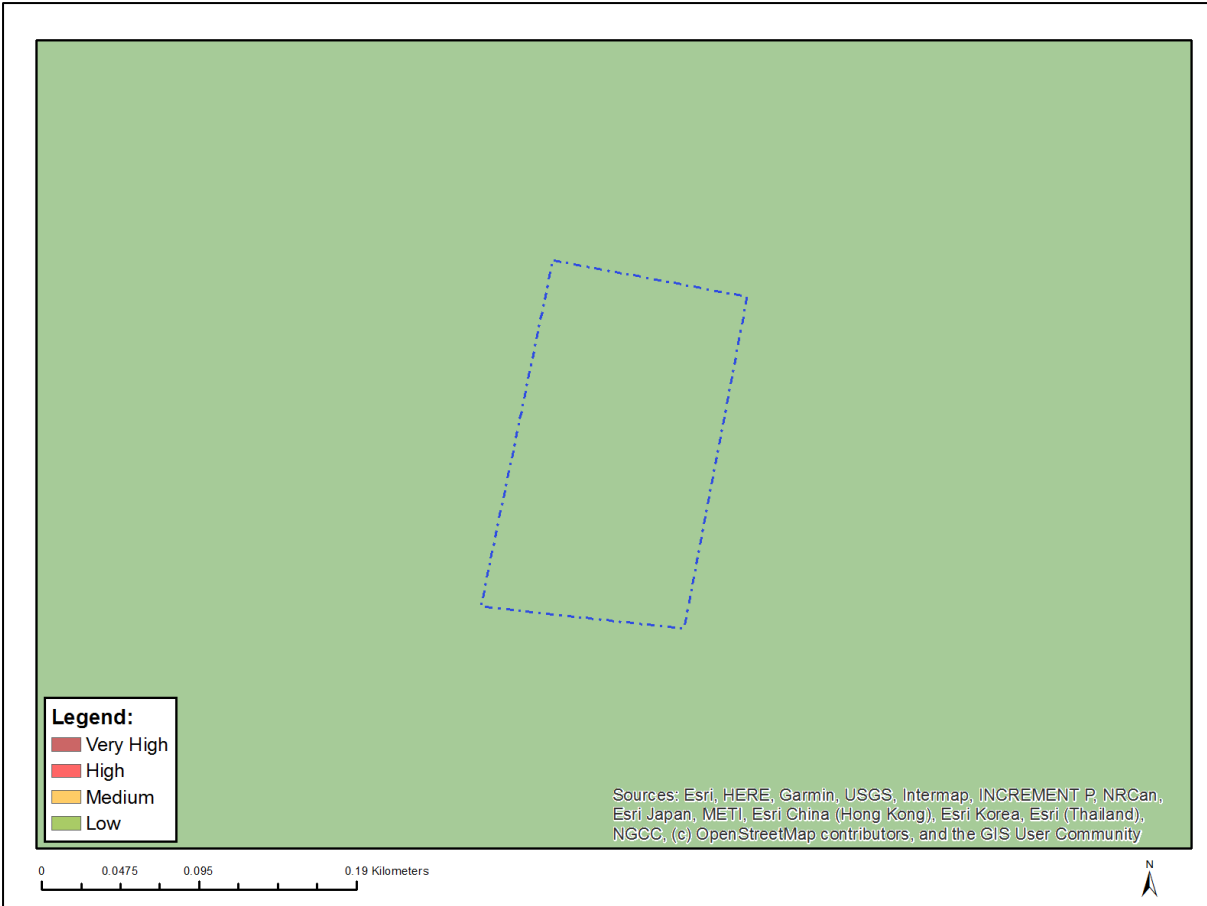 Legend:
Very High
High
Medium
Low
Sources: Esri, HERE, Garmin, USGS, Intermap, INCREMENT P, NRCan,
Esri Japan, METI, Esri China (Hong Kong), Esri Korea, Esri (Thailand),
NGCC, (c) OpenStreetMap contributors, and the GIS User Community
0 0.0475 0.095 0.19 Kilometers
N